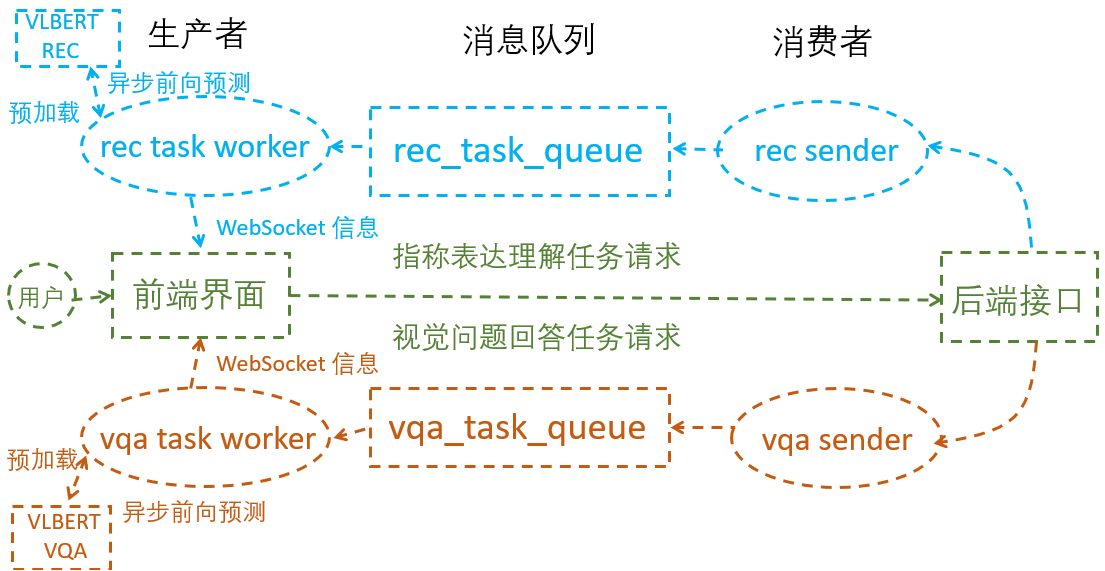 VLBERT
REC
生产者
消息队列
消费者
异步前向预测
预加载
rec task worker
rec_task_queue
rec sender
WebSocket 信息
指称表达理解任务请求
用户
前端界面
后端接口
视觉问题回答任务请求
WebSocket 信息
vqa task worker
vqa_task_queue
vqa sender
预加载
异步前向预测
VLBERT
VQA